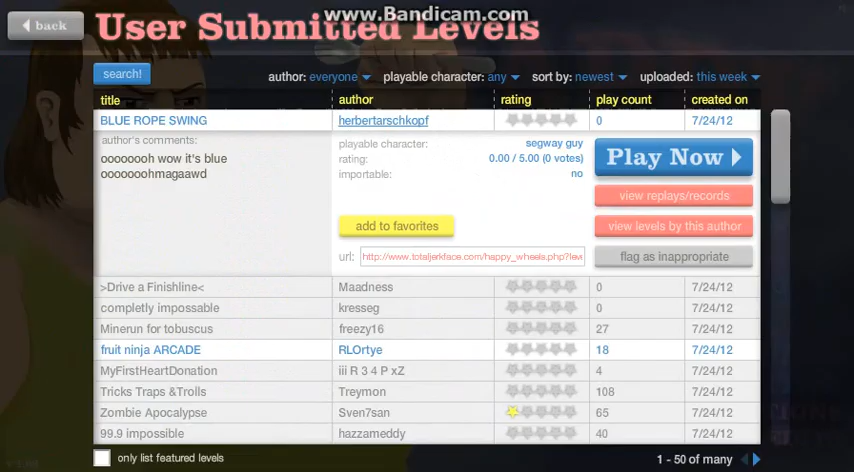 www.Bandicam.com
back
User Submitted Levels
search!
author: everyone playable character: any sort by: newest uploaded: this week
title author rating play count created on
BLUE ROPE SWING herbertarschkopf 0 7/24/12
author's comments:
oooooooh wow it's blue
ooooooohmagaawd
playable character: segway guy
rating: 0.00 / 5.00 (0 votes)
importable: no
Play Now
view replays/records
add to favorites
view levels by this author
url: http://www.totaljerkface.com/happy_wheels.php?leve
flag as inappropriate
>Drive a Finishline< Maadness 0 7/24/12
completly impossable kresseg 0 7/24/12
Minerun for tobuscus freezy16 27 7/24/12
fruit ninja ARCADE RLOrtye 18 7/24/12
MyFirstHeartDonation iii R 3 4 P xZ 4 7/24/12
Tricks Traps &Trolls Treymon 108 7/24/12
Zombie Apocalypse Sven7san 65 7/24/12
99.9 impossible hazzameddy 40 7/24/12
only list featured levels
1 - 50 of many